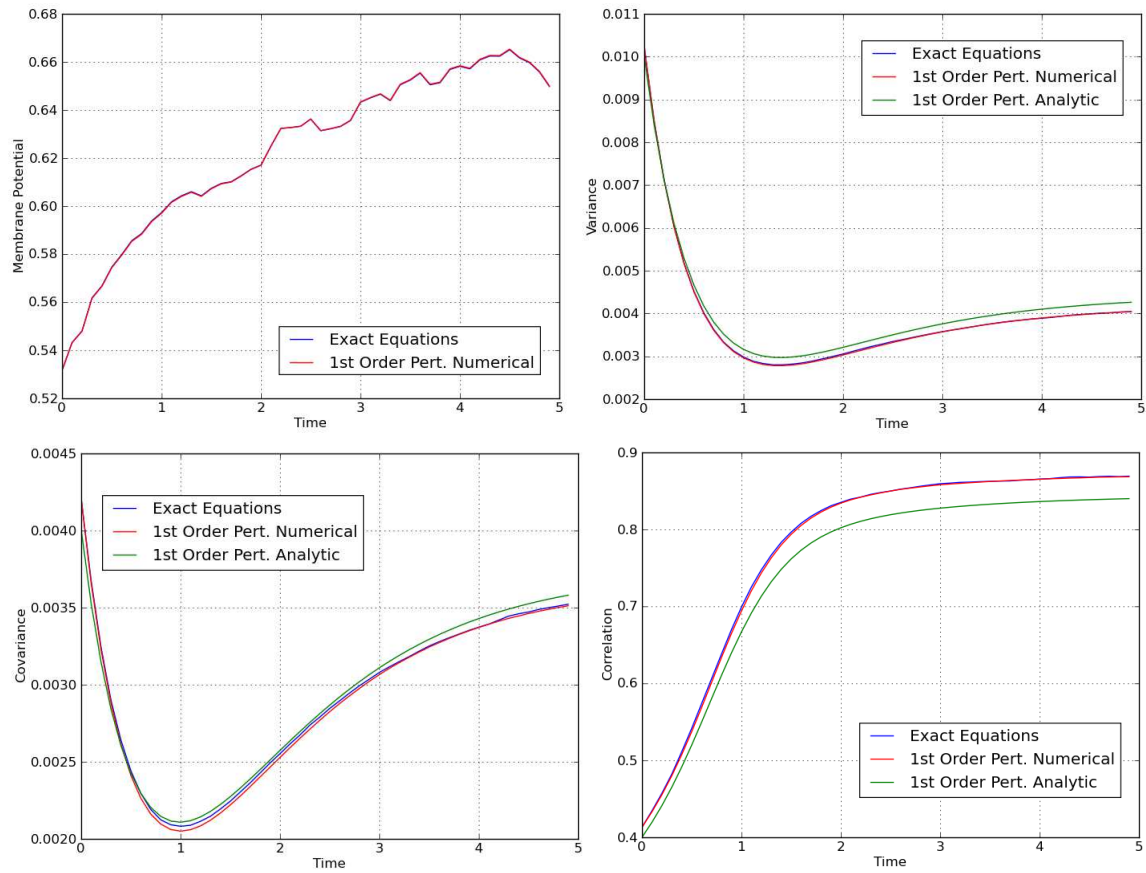 0.68
0.66
0.64
0.62
0.60
0.58
0.56
0.54
0.52
Membrane Potential
Exact Equations
1st Order Pert. Numerical
0
1
2
3
4
5
Time
0.011
0.010
0.009
0.008
0.007
0.006
0.005
0.004
0.003
0.002
Variance
Exact Equations
1st Order Pert. Numerical
1st Order Pert. Analytic
0
1
2
3
4
5
Time
0.0045
0.0040
0.0035
0.0030
0.0025
0.0020
Covariance
Exact Equations
1st Order Pert. Numerical
1st Order Pert. Analytic
0
1
2
3
4
5
Time
0.9
0.8
0.7
0.6
0.5
0.4
Correlation
Exact Equations
1st Order Pert. Numerical
1st Order Pert. Analytic
0
1
2
3
4
5
Time